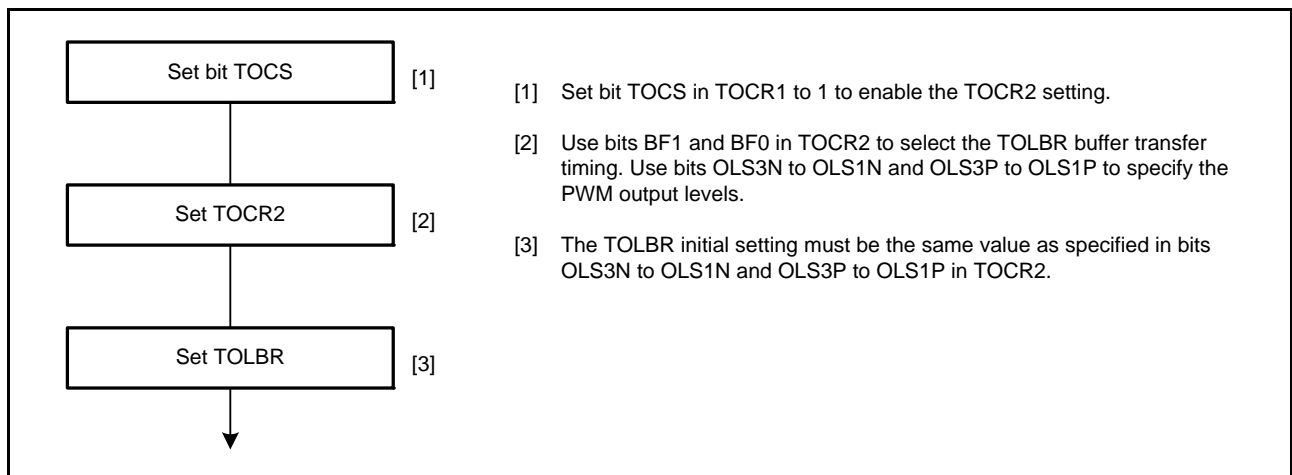 Set bit TOCS
[1]
Set TOCR2
[2]
Set TOLBR
[3]
[1] Set bit TOCS in TOCR1 to 1 to enable the TOCR2 setting.
[2] Use bits BF1 and BF0 in TOCR2 to select the TOLBR buffer transfer
timing. Use bits OLS3N to OLS1N and OLS3P to OLS1P to specify the
PWM output levels.
[3] The TOLBR initial setting must be the same value as specified in bits
OLS3N to OLS1N and OLS3P to OLS1P in TOCR2.